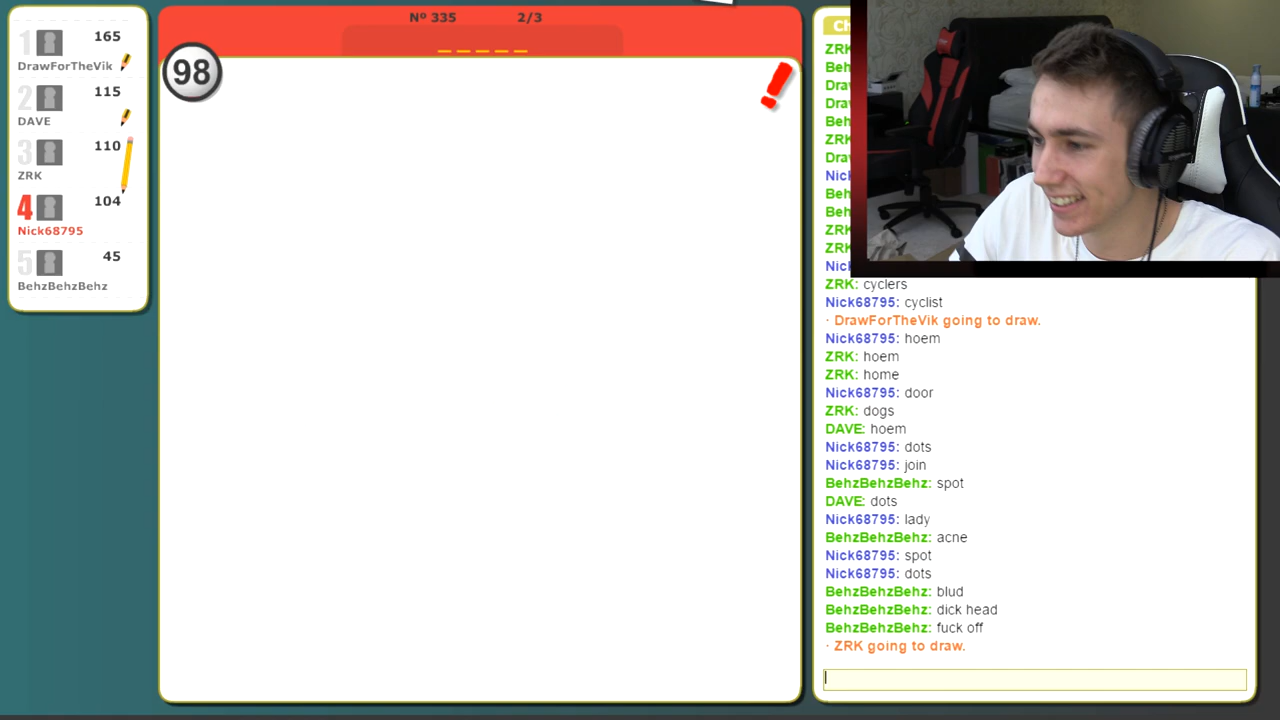 Nº 335 2/3
98
1 165
DrawForTheVik
2 115
DAVE
3 110
ZRK
4 104
Nick68795
5 45
BehzBehzBehz
ZRK: cyclers
Nick68795: cyclist
· DrawForTheVik going to draw.
Nick68795: hoem
ZRK: hoem
ZRK: home
Nick68795: door
ZRK: dogs
DAVE: hoem
Nick68795: dots
Nick68795: join
BehzBehzBehz: spot
DAVE: dots
Nick68795: lady
BehzBehzBehz: acne
Nick68795: spot
Nick68795: dots
BehzBehzBehz: blud
BehzBehzBehz: dick head
BehzBehzBehz: fuck off
· ZRK going to draw.